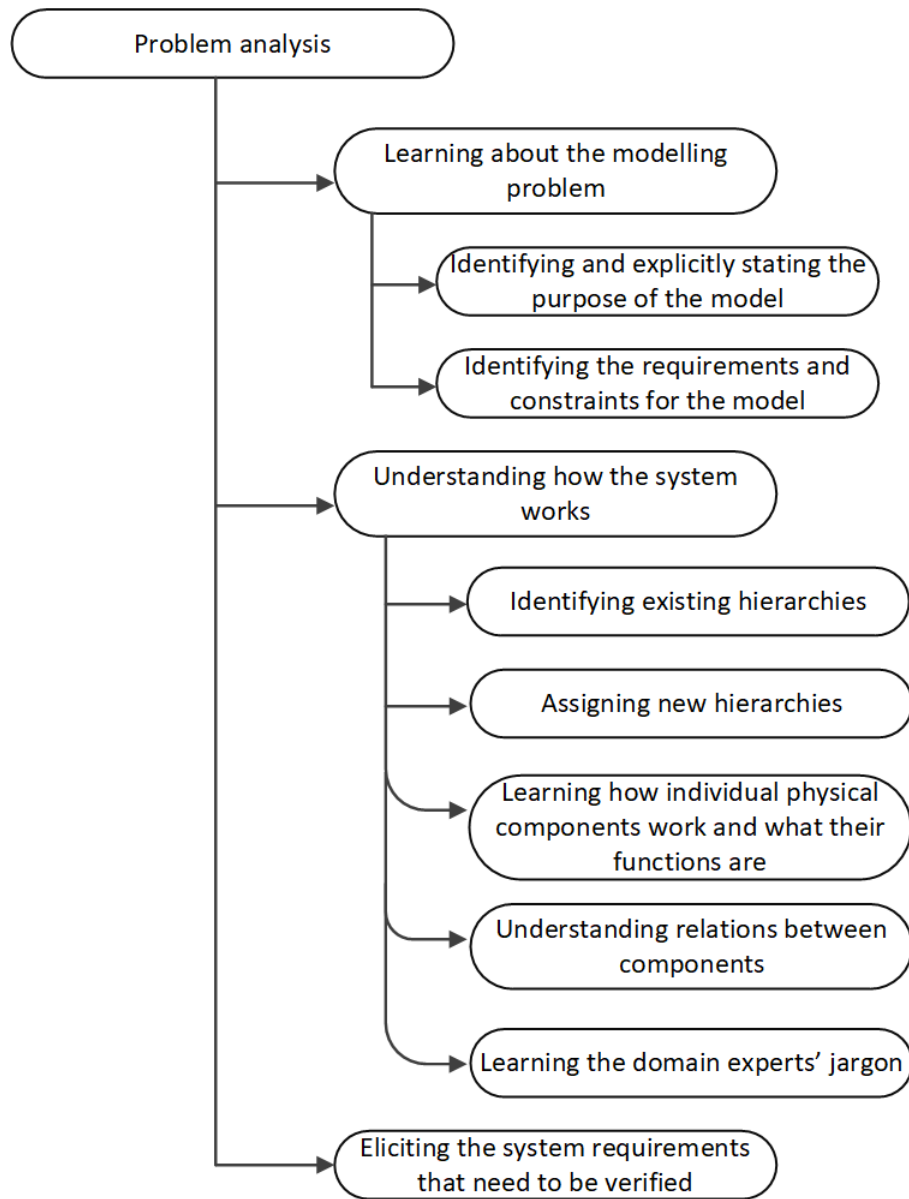 Problem analysis
Learning about the modelling
problem
Identifying and explicitly stating the
purpose of the model
Identifying the requirements and
constraints for the model
Understanding how the system
works
Identifying existing hierarchies
Assigning new hierarchies
Learning how individual physical
components work and what their
functions are
Understanding relations between
components
Learning the domain experts’ jargon
Eliciting the system requirements
that need to be verified